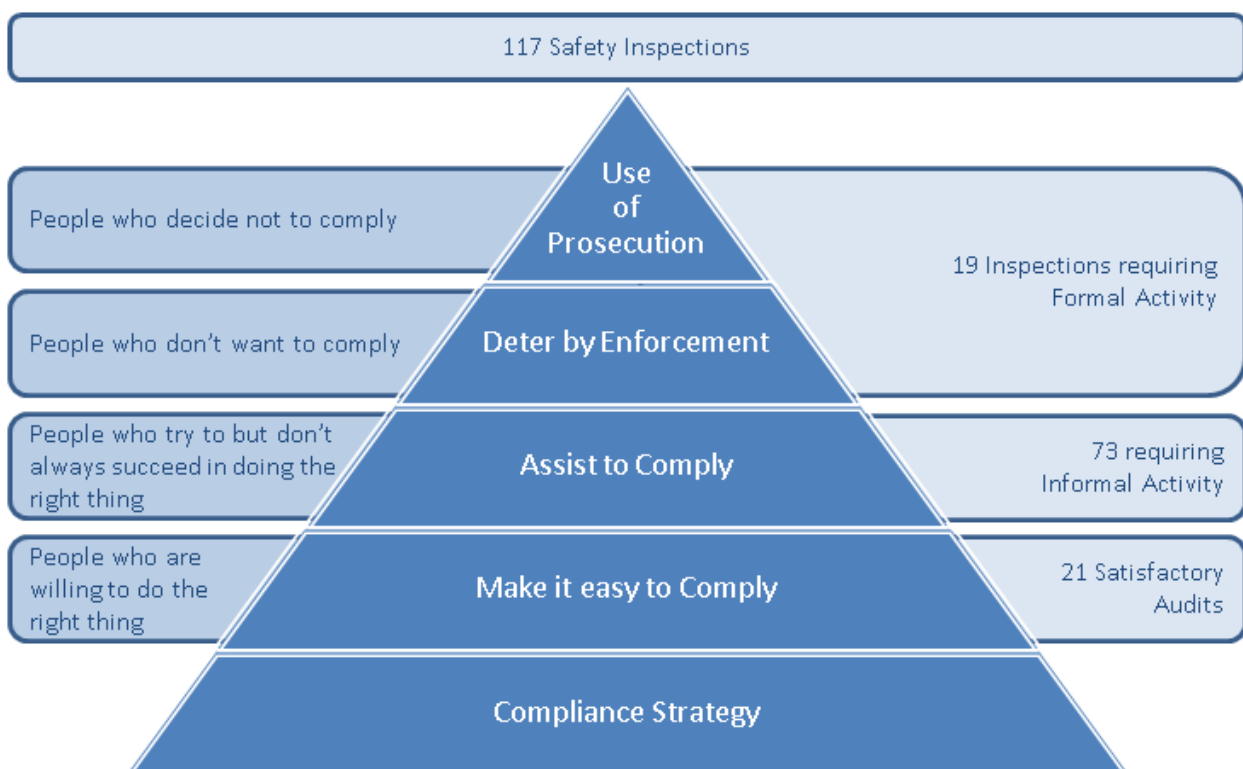 117 Safety Inspections
Use
of
Prosecution
People who decide not to comply
19 Inspections requiring
Formal Activity
People who don't want to comply
Deter by Enforcement
People who try to but don't
always succeed in doing the
right thing
Assist to Comply
73 requiring
Informal Activity
People who are
willing to do the
right thing
Make it easy to Comply
21 Satisfactory
Audits
Compliance Strategy